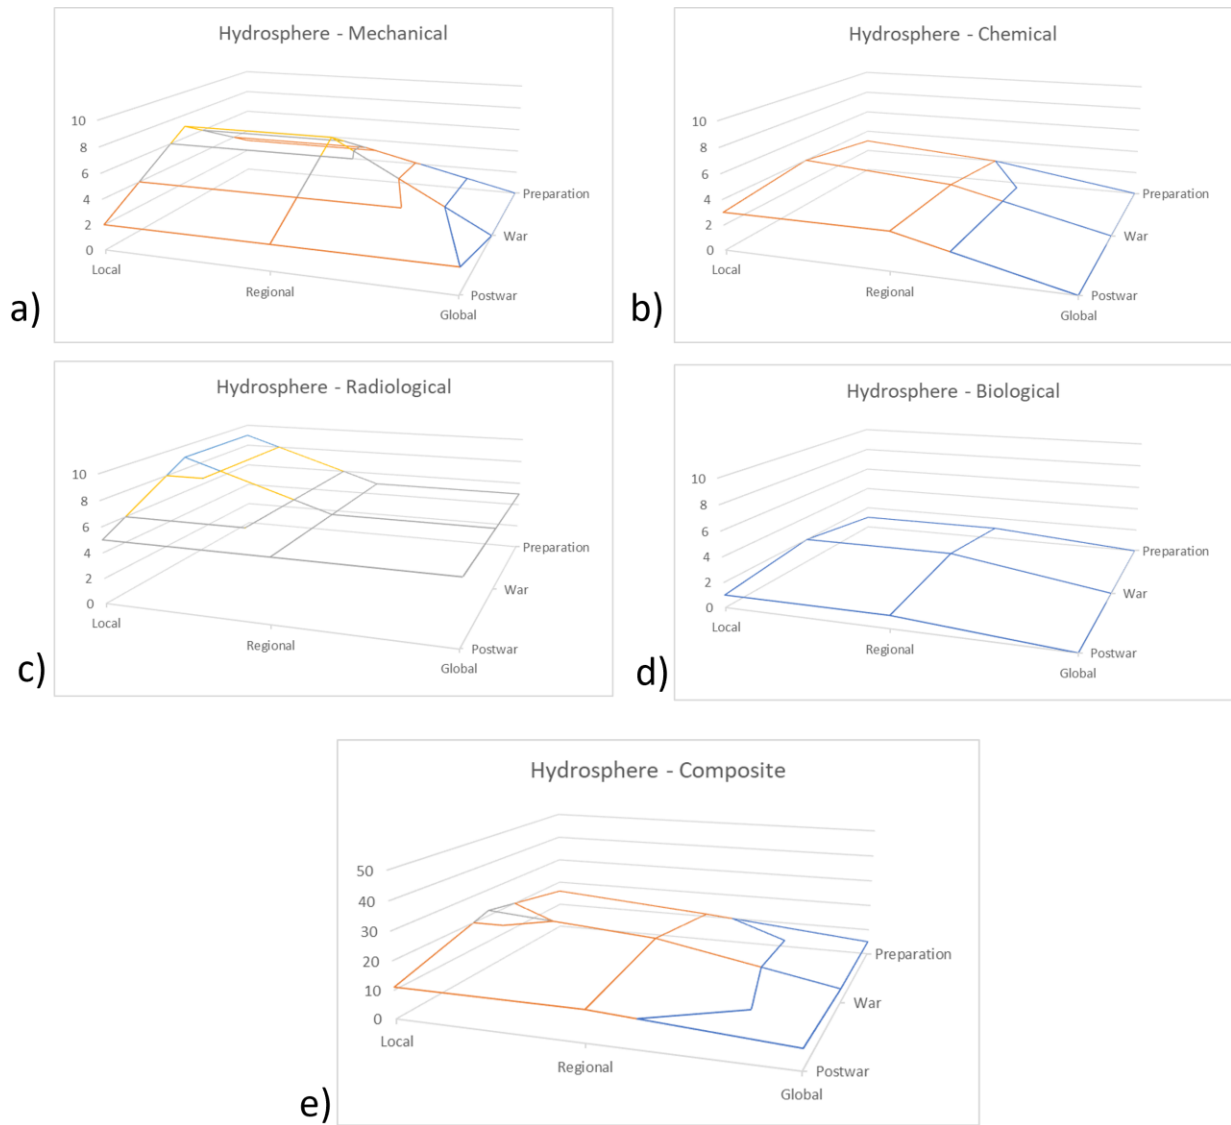 Hydrosphere - Mechanical
10
8
6
4
2
0
Local
Regional
Global
Preparation
War
Postwar
a)
Hydrosphere - Chemical
10
8
6
4
2
0
Local
Regional
Global
Preparation
War
Postwar
b)
Hydrosphere - Radiological
10
8
6
4
2
0
Local
Regional
Global
Preparation
War
Postwar
c)
Hydrosphere - Biological
10
8
6
4
2
0
Local
Regional
Global
Preparation
War
Postwar
d)
Hydrosphere - Composite
50
40
30
20
10
0
Local
Regional
Global
Preparation
War
Postwar
e)